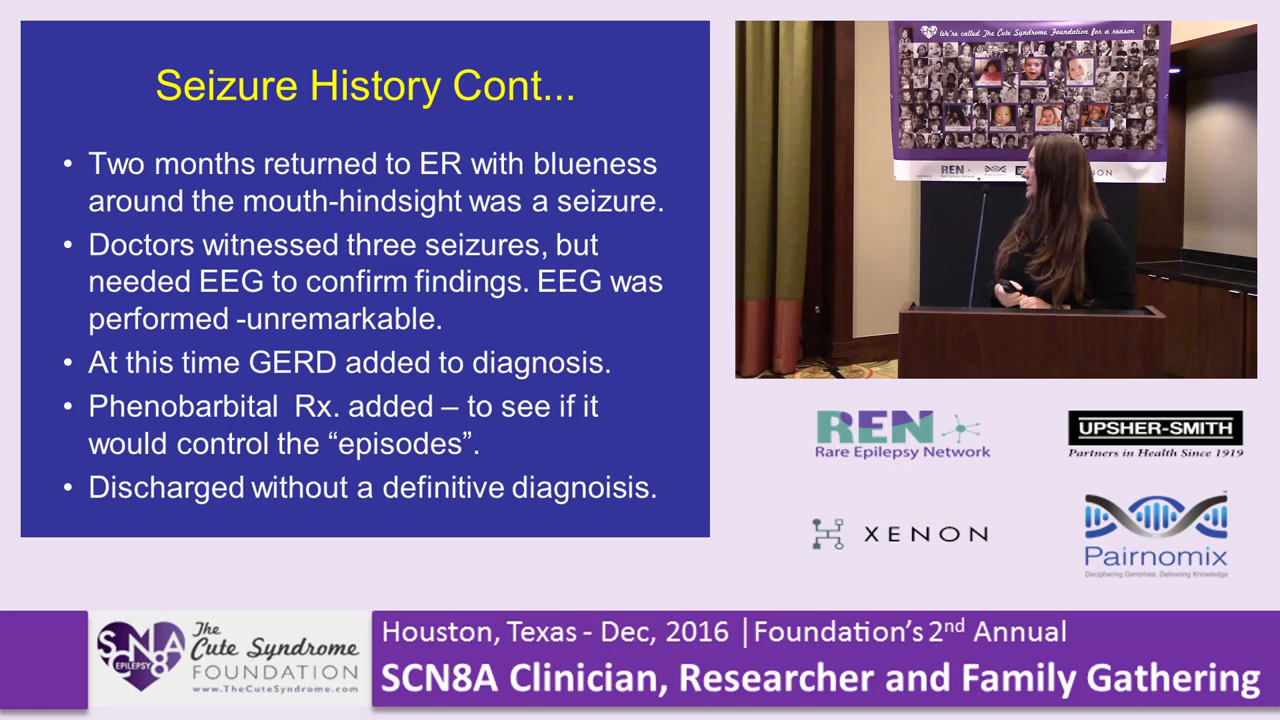 Seizure History Cont...
• Two months returned to ER with blueness
around the mouth-hindsight was a seizure.
• Doctors witnessed three seizures, but
needed EEG to confirm findings. EEG was
performed -unremarkable.
• At this time GERD added to diagnosis.
• Phenobarbital Rx. added – to see if it
would control the “episodes”.
• Discharged without a definitive diagnoisis.
We're called The Cute Syndrome Foundation for a reason
REN
REN
Rare Epilepsy Network
UPSHER-SMITH
Partners in Health Since 1919
XENON
Pairnomix
Deciphering Genomes, Delivering Knowledge
SCN8A
EPILEPSY
The
Cute Syndrome
FOUNDATION
www.TheCuteSyndrome.com
Houston, Texas - Dec, 2016 |Foundation’s 2nd Annual
SCN8A Clinician, Researcher and Family Gathering